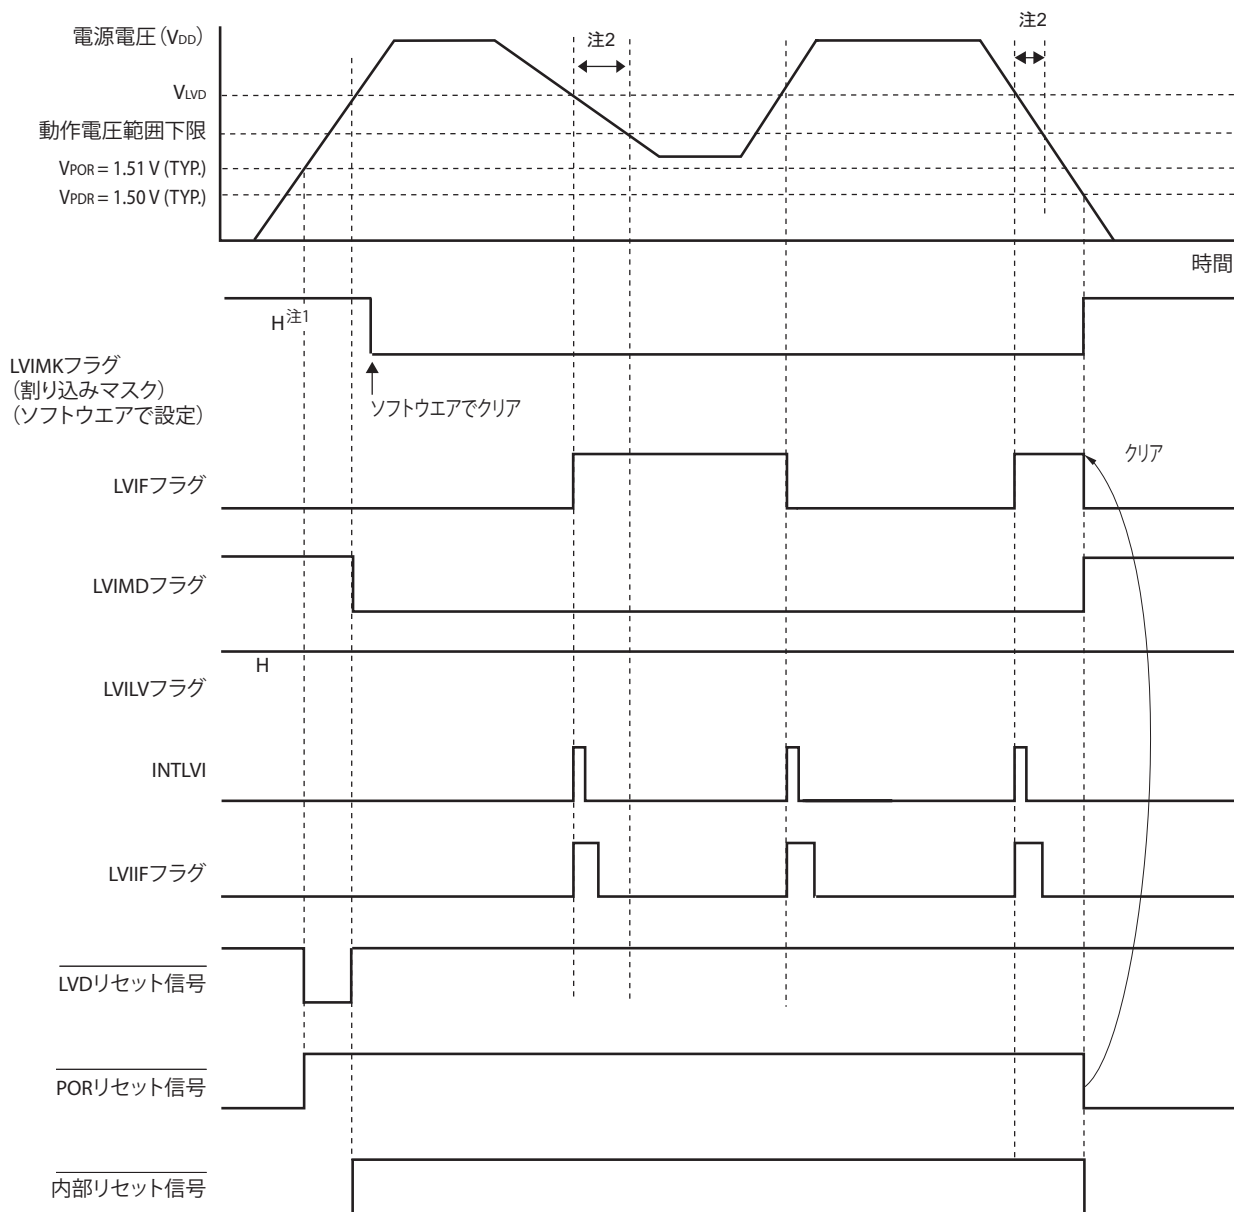 電源電圧（VDD）
注2
注2
VLVD
動作電圧範囲下限
VPOR = 1.51 V (TYP.)
VPDR = 1.50 V (TYP.)
時間
H注1
LVIMKフラグ
（割り込みマスク）
（ソフトウエアで設定）
ソフトウエアでクリア
クリア
LVIFフラグ
LVIMDフラグ
H
LVILVフラグ
INTLVI
LVIIFフラグ
LVDリセット信号
PORリセット信号
内部リセット信号